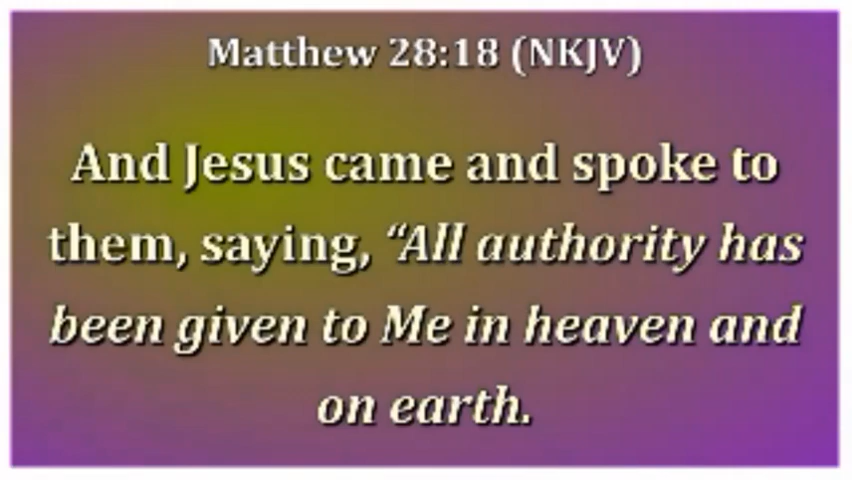 Matthew 28:18 (NKJV)
And Jesus came and spoke to
them, saying, “All authority has
been given to Me in heaven and
on earth.